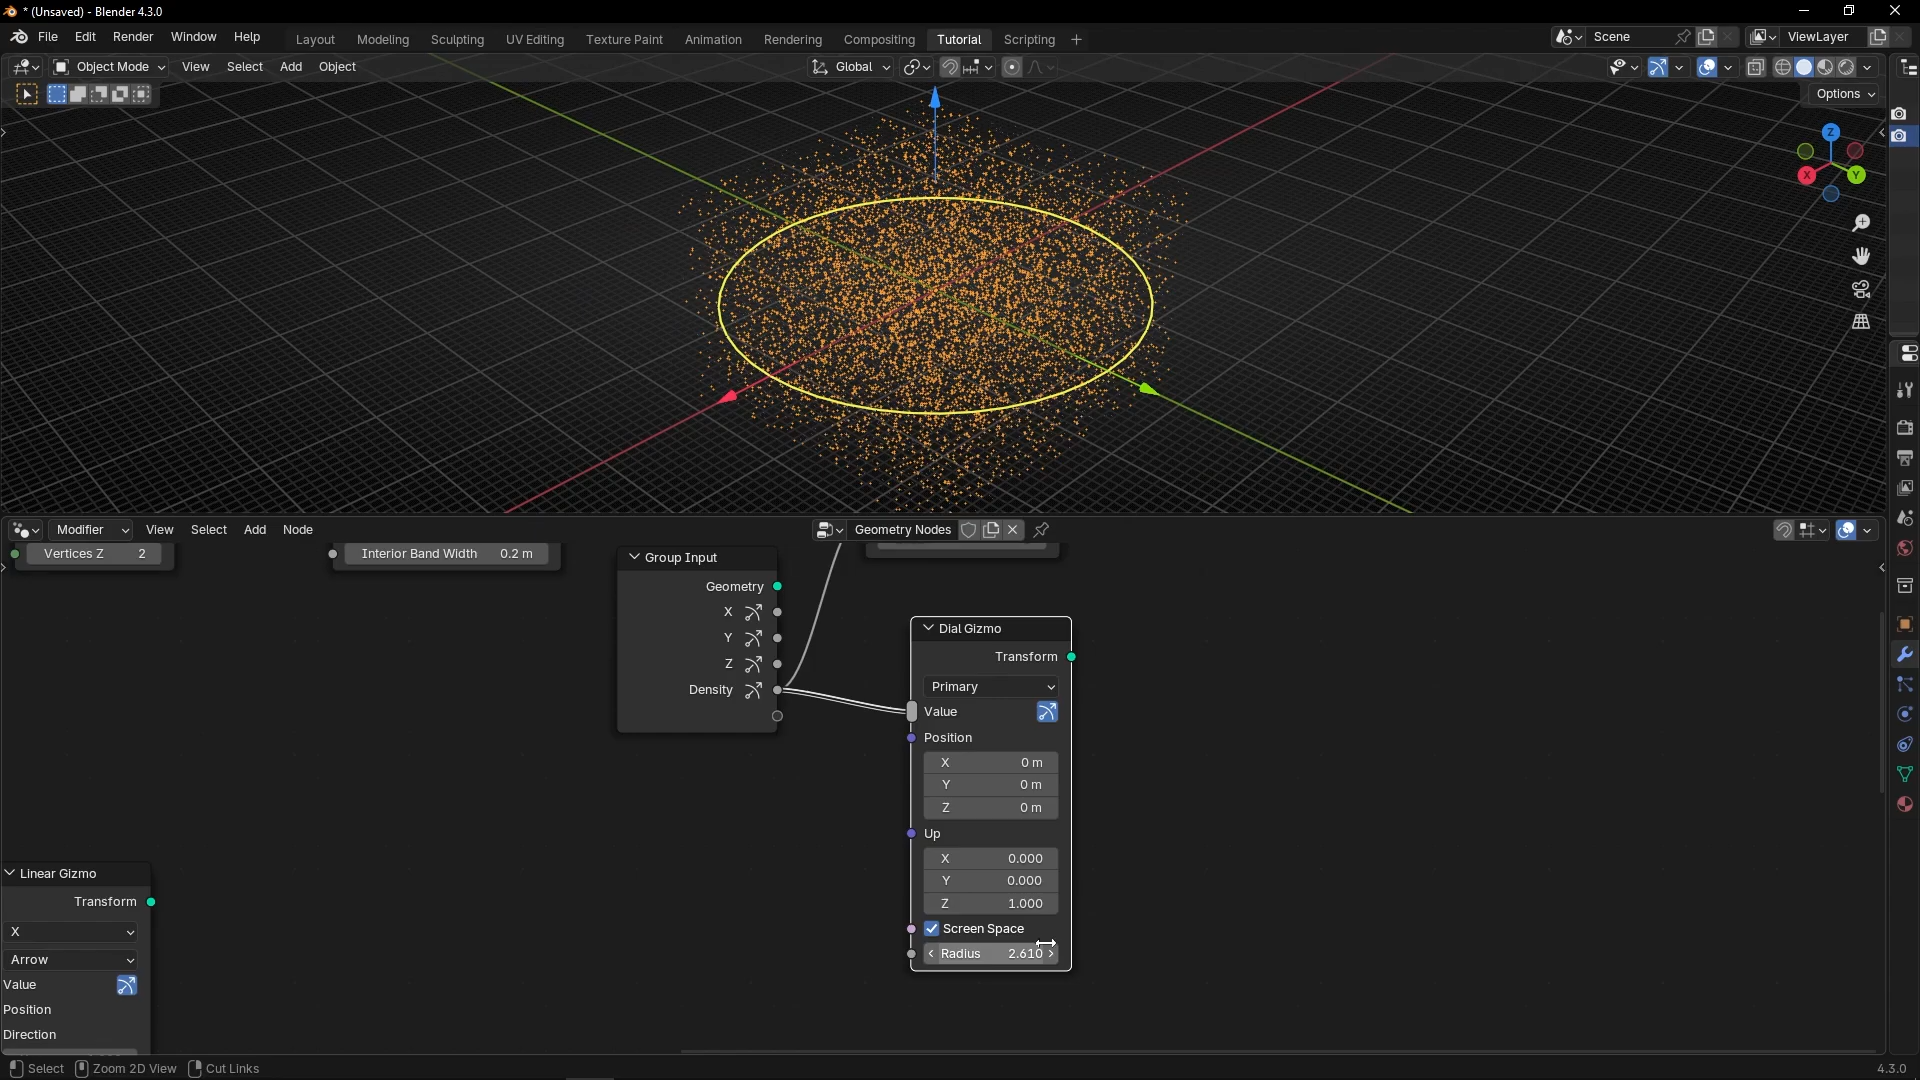 * (Unsaved) - Blender 4.3.0
File Edit Render Window Help
Layout Modeling Sculpting UV Editing Texture Paint Animation Rendering Compositing Tutorial Scripting +
Scene
ViewLayer
Object Mode View Select Add Object
Global
Options
Z
X
Y
Modifier View Select Add Node
Geometry Nodes
Vertices Z 2
Interior Band Width 0.2 m
Group Input
Geometry
X
Y
Z
Density
Dial Gizmo
Transform
Primary
Value
Position
X 0 m
Y 0 m
Z 0 m
Up
X 0.000
Y 0.000
Z 1.000
Screen Space
Radius 2.610
Linear Gizmo
Transform
X
Arrow
Value
Position
Direction
Select Zoom 2D View Cut Links
4.3.0